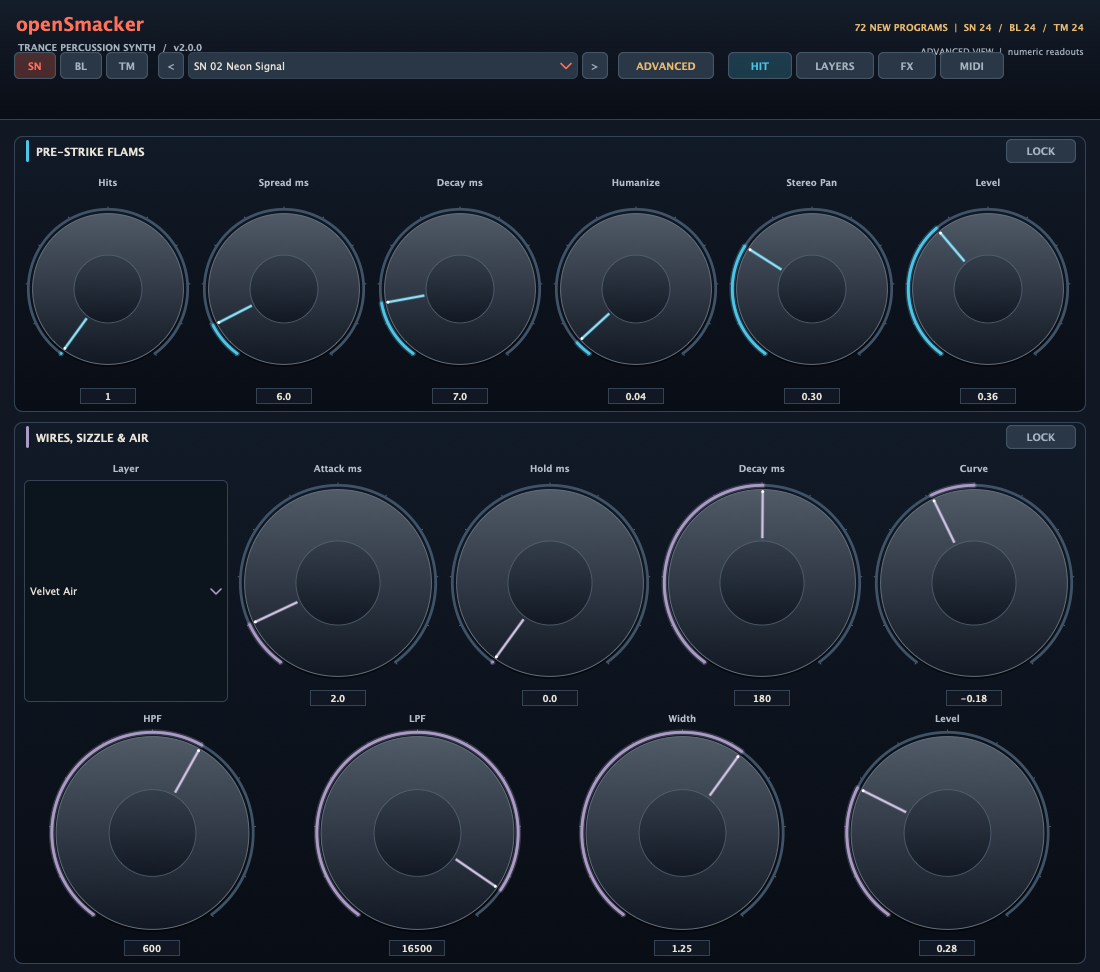 openSmacker
72 NEW PROGRAMS | SN 24 / BL 24 / TM 24
TRANCE PERCUSSION SYNTH / v2.0.0
ADVANCED VIEW | numeric readouts
SN BL TM < SN 02 Neon Signal > ADVANCED HIT LAYERS FX MIDI
PRE-STRIKE FLAMS LOCK
Hits Spread ms Decay ms Humanize Stereo Pan Level
1 6.0 7.0 0.04 0.30 0.36
WIRES, SIZZLE & AIR LOCK
Layer Attack ms Hold ms Decay ms Curve
Velvet Air
2.0 0.0 180 -0.18
HPF LPF Width Level
600 16500 1.25 0.28